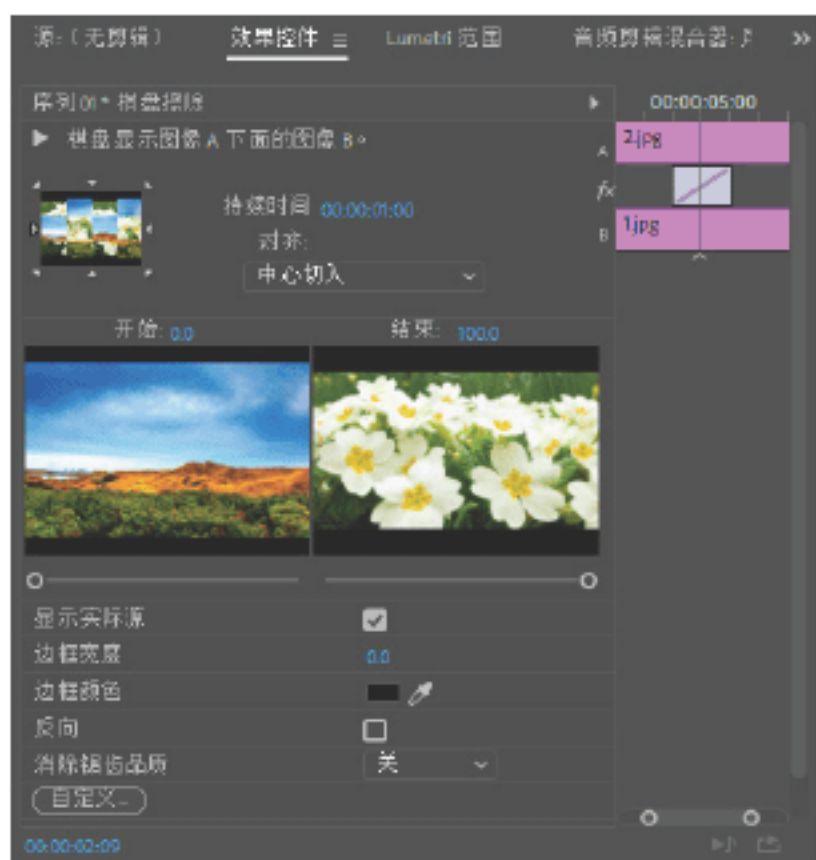 源:（无剪辑） 效果控件 Lumetri 范围 音频剪辑混合器: »
序列 01 * 棋盘擦除 00:00:05:00
棋盘显示图像 A 下面的图像 B。
A 2.jpg
fx
持续时间 00:00:01:00
B 1.jpg
对齐:
中心切入
开始: 0.0 结束: 100.0
显示实际源
边框宽度 0.0
边框颜色
反向
消除锯齿品质 关
自定义...
00:00:02:09